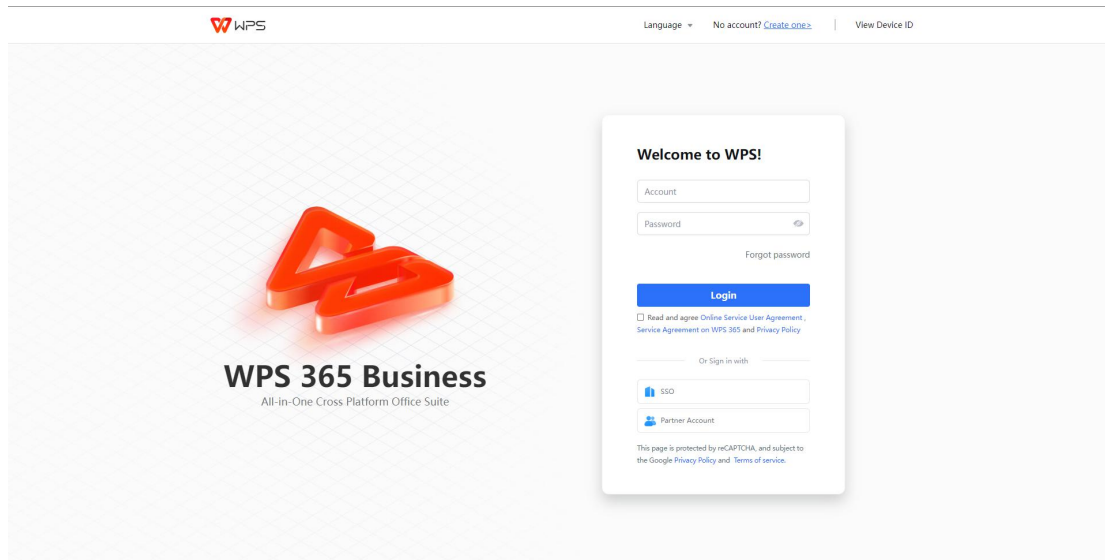 WPS
Language
No account? Create one>
View Device ID
Welcome to WPS!
Account
Password
Forgot password
Login
Read and agree Online Service User Agreement ,
Service Agreement on WPS 365 and Privacy Policy
Or Sign in with
SSO
Partner Account
This page is protected by reCAPTCHA, and subject to
the Google Privacy Policy and Terms of service.
WPS 365 Business
All-in-One Cross Platform Office Suite